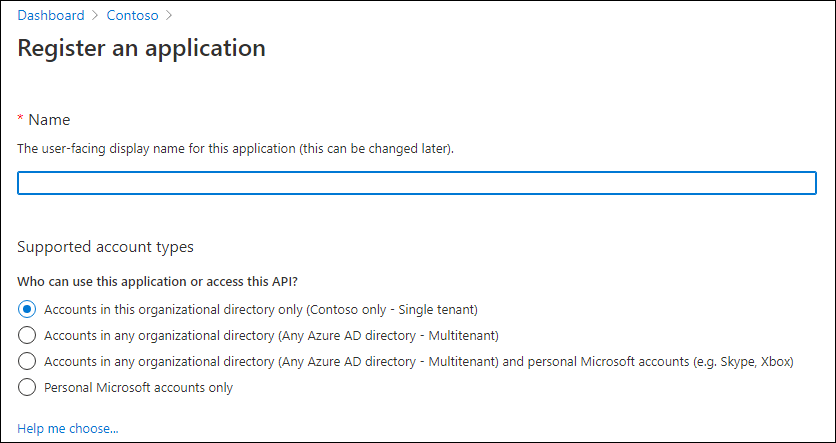 Dashboard > Contoso >
Register an application
* Name
The user-facing display name for this application (this can be changed later).
Supported account types
Who can use this application or access this API?
Accounts in this organizational directory only (Contoso only - Single tenant)
Accounts in any organizational directory (Any Azure AD directory - Multitenant)
Accounts in any organizational directory (Any Azure AD directory - Multitenant) and personal Microsoft accounts (e.g. Skype, Xbox)
Personal Microsoft accounts only
Help me choose...